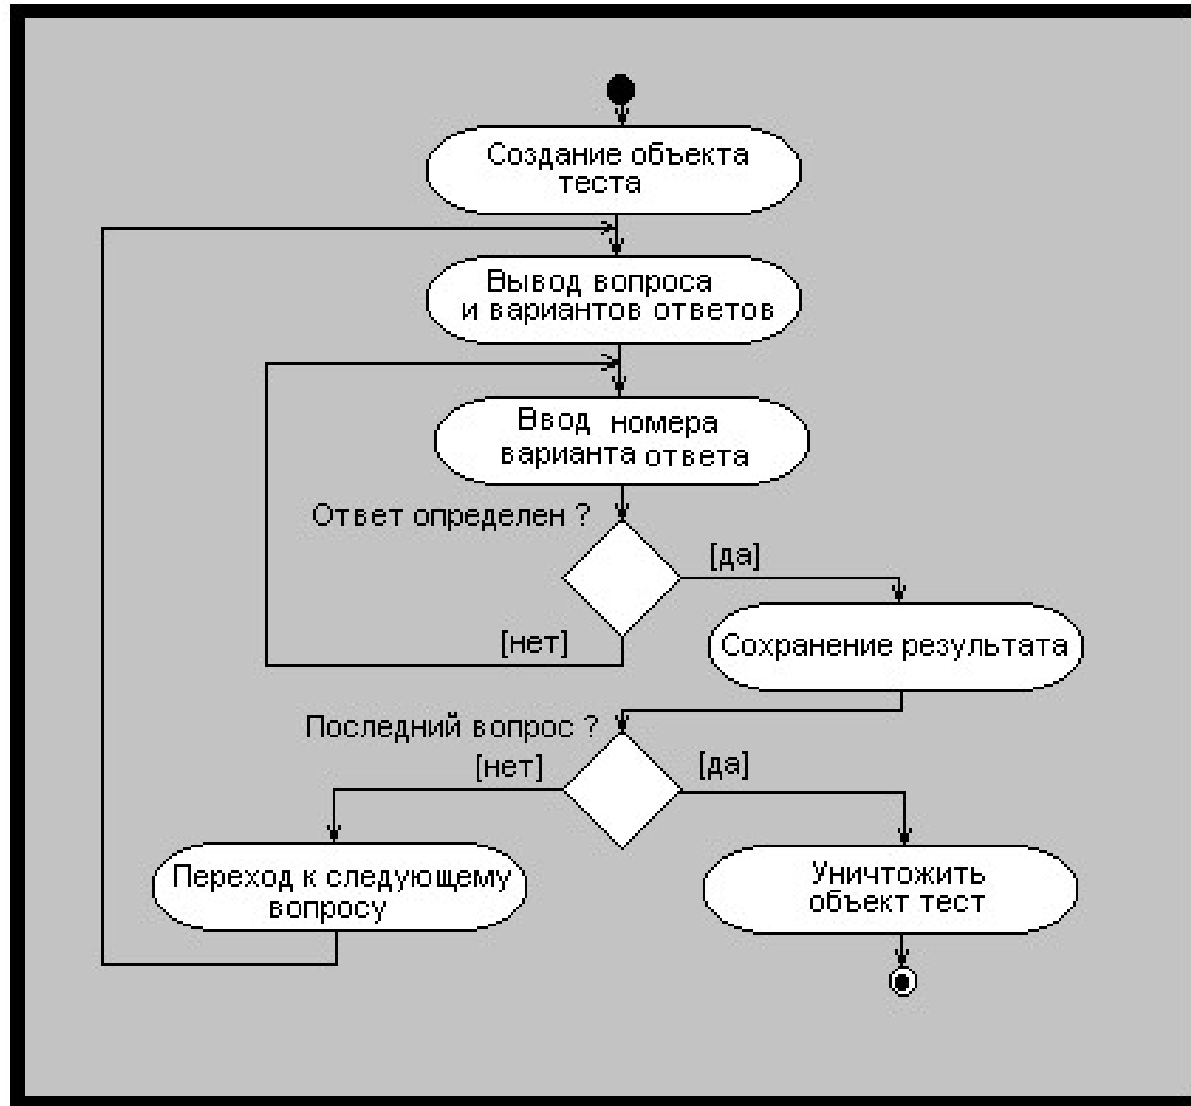 Создание объекта
теста
Вывод вопроса
и вариантов ответов
Ввод номера
варианта ответа
Ответ определен ?
[да]
[нет]
Сохранение результата
Последний вопрос ?
[нет]
[да]
Переход к следующему
вопросу
Уничтожить
объект тест